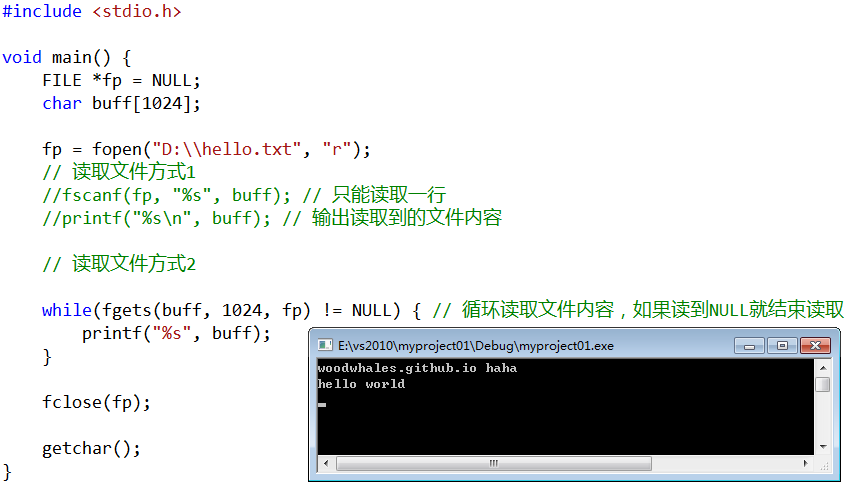 #include <stdio.h>
void main() {
    FILE *fp = NULL;
    char buff[1024];
    fp = fopen("D:\\hello.txt", "r");
    // 读取文件方式1
    //fscanf(fp, "%s", buff); // 只能读取一行
    //printf("%s\n", buff); // 输出读取到的文件内容
    // 读取文件方式2
    while(fgets(buff, 1024, fp) != NULL) { // 循环读取文件内容，如果读到NULL就结束读取
        printf("%s", buff);
    }
    fclose(fp);
    getchar();
}
E:\vs2010\myproject01\Debug\myproject01.exe
woodwhales.github.io haha
hello world